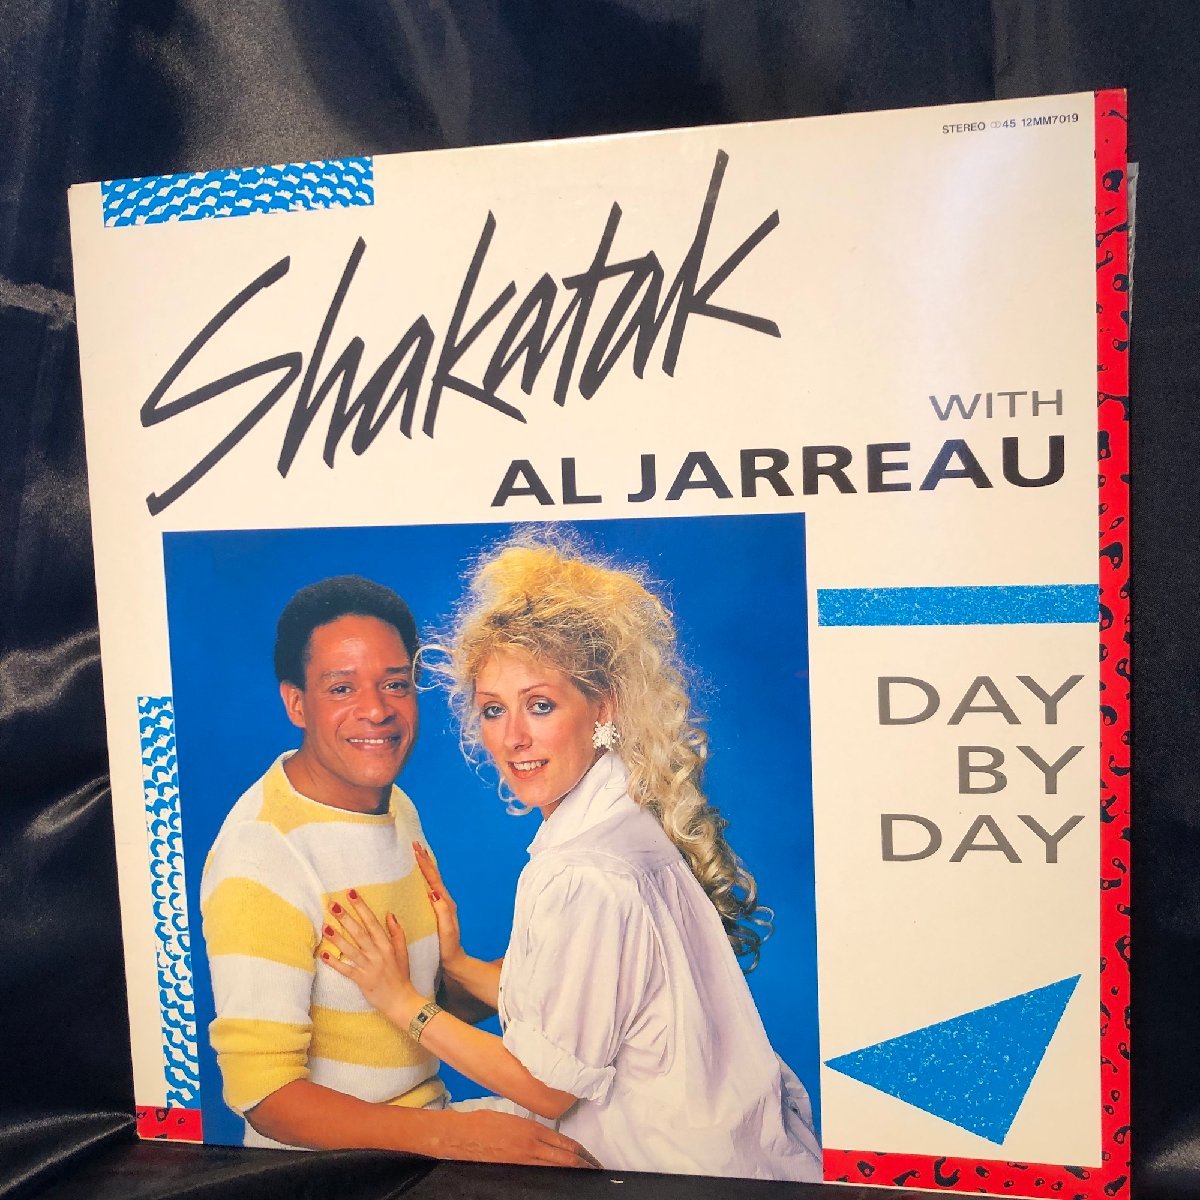 STEREO 45 12MM7019
Shakatak
WITH
AL JARREAU
DAY
BY
DAY